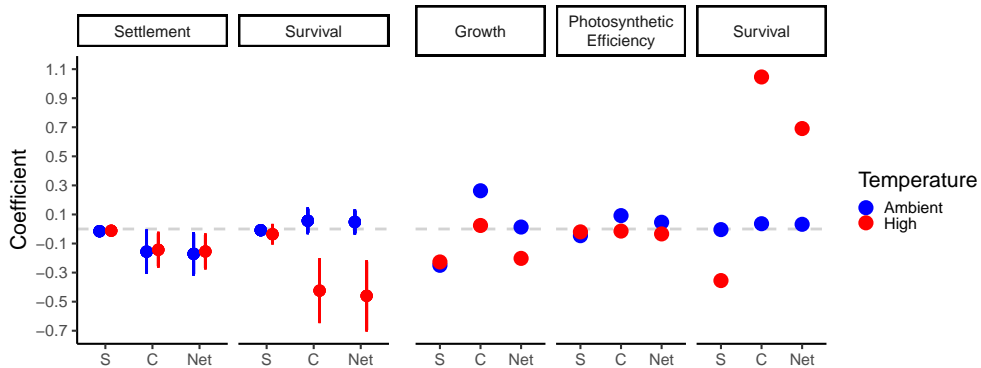 Settlement
Survival
Growth
Photosynthetic
Efficiency
Survival
Coefficient
1.1
0.9
0.7
0.5
0.3
0.1
−0.1
−0.3
−0.5
−0.7
S C Net
S C Net
S C Net
S C Net
S C Net
Temperature
Ambient
High